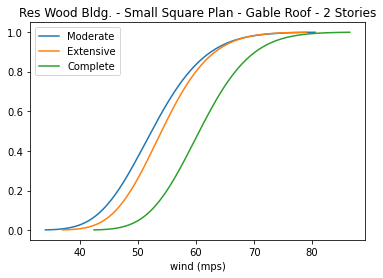 Res Wood Bldg. - Small Square Plan - Gable Roof - 2 Stories
Moderate
Extensive
Complete
1.0
0.8
0.6
0.4
0.2
0.0
40 50 60 70 80
wind (mps)